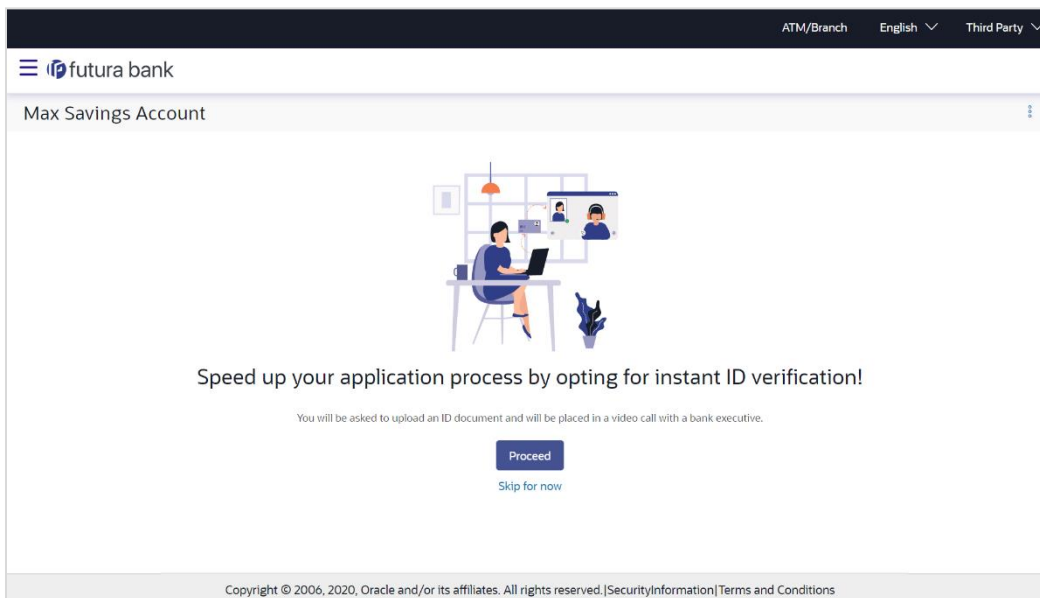 ATM/Branch English Third Party
futura bank
Max Savings Account
Speed up your application process by opting for instant ID verification!
You will be asked to upload an ID document and will be placed in a video call with a bank executive.
Proceed
Skip for now
Copyright © 2006, 2020, Oracle and/or its affiliates. All rights reserved.|SecurityInformation|Terms and Conditions